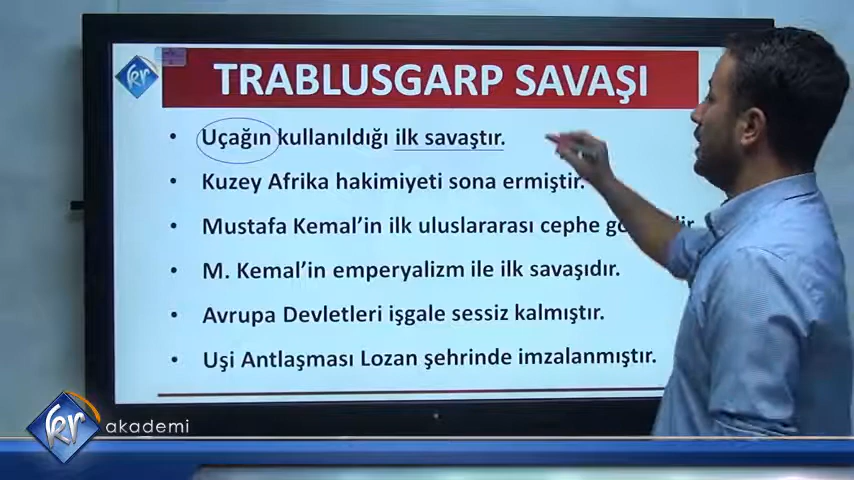 TRABLUSGARP SAVAŞI
• Uçağın kullanıldığı ilk savaştır.
• Kuzey Afrika hakimiyeti sona ermiştir.
• Mustafa Kemal’in ilk uluslararası cephe
• M. Kemal’in emperyalizm ile ilk savaşıdır.
• Avrupa Devletleri işgale sessiz kalmıştır.
• Uşi Antlaşması Lozan şehrinde imzalanmıştır.
kr akademi